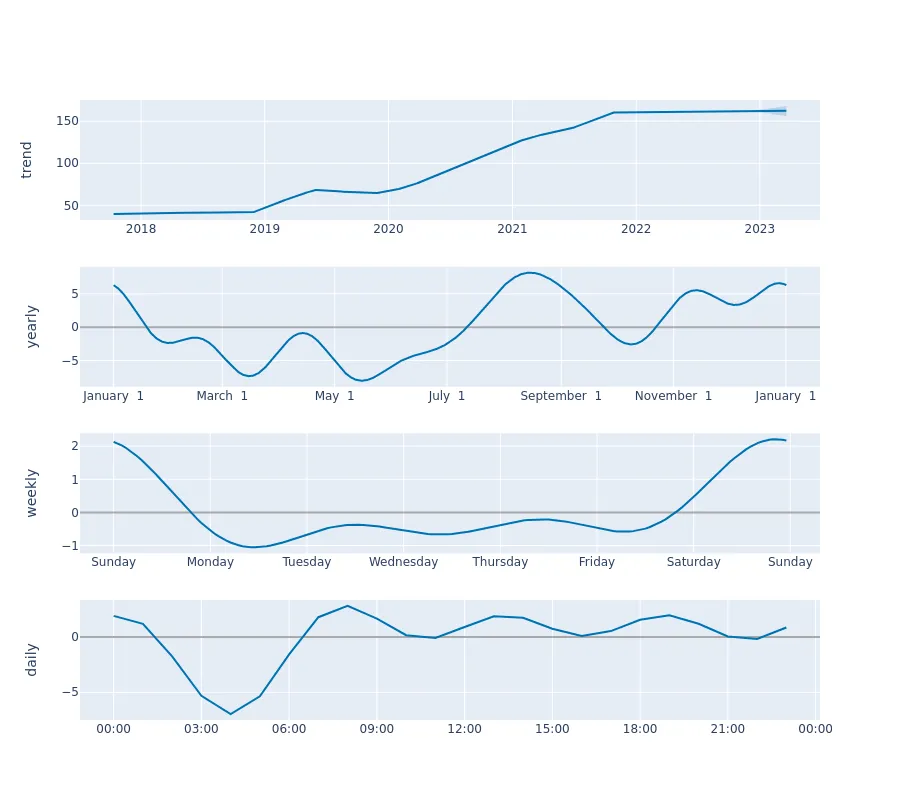 trend
150
100
50
2018 2019 2020 2021 2022 2023
yearly
5
0
−5
January 1 March 1 May 1 July 1 September 1 November 1 January 1
weekly
2
1
0
−1
Sunday Monday Tuesday Wednesday Thursday Friday Saturday Sunday
daily
0
−5
00:00 03:00 06:00 09:00 12:00 15:00 18:00 21:00 00:00